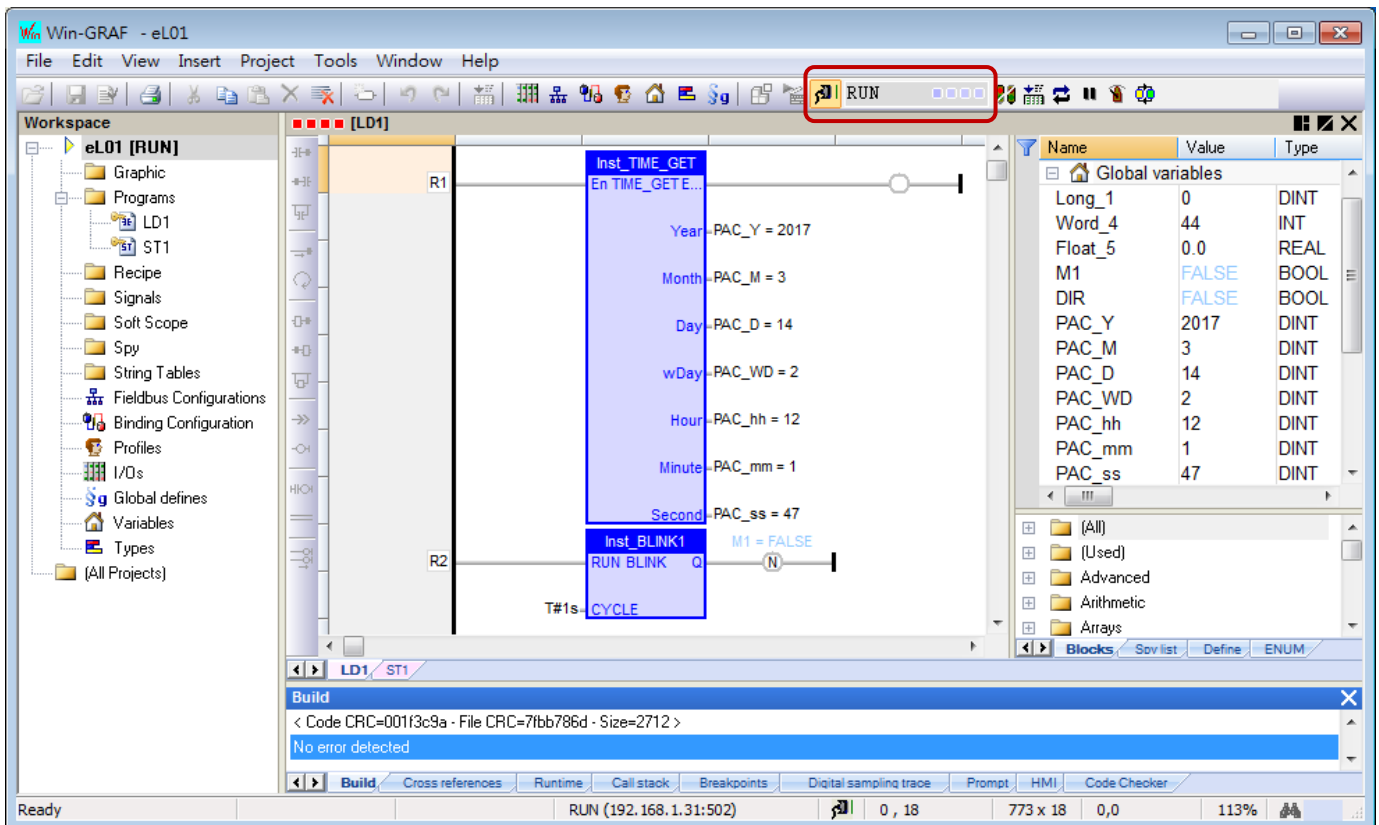 Win-GRAF - eL01
File Edit View Insert Project Tools Window Help
RUN
Workspace
[LD1]
eL01 [RUN]
Graphic
Programs
LD1
ST1
Recipe
Signals
Soft Scope
Spy
String Tables
Fieldbus Configurations
Binding Configuration
Profiles
I/Os
Global defines
Variables
Types
(All Projects)
R1
Inst_TIME_GET
En TIME_GET E...
Year PAC_Y = 2017
Month PAC_M = 3
Day PAC_D = 14
wDay PAC_WD = 2
Hour PAC_hh = 12
Minute PAC_mm = 1
Second PAC_ss = 47
R2
Inst_BLINK1 M1 = FALSE
RUN BLINK Q N
T#1s CYCLE
Name Value Type
Global variables
Long_1 0 DINT
Word_4 44 INT
Float_5 0.0 REAL
M1 FALSE BOOL
DIR FALSE BOOL
PAC_Y 2017 DINT
PAC_M 3 DINT
PAC_D 14 DINT
PAC_WD 2 DINT
PAC_hh 12 DINT
PAC_mm 1 DINT
PAC_ss 47 DINT
(All)
(Used)
Advanced
Arithmetic
Arrays
Blocks Spy list Define ENUM
LD1 ST1
Build
< Code CRC=001f3c9a - File CRC=7fbb786d - Size=2712 >
No error detected
Build Cross references Runtime Call stack Breakpoints Digital sampling trace Prompt HMI Code Checker
Ready RUN (192.168.1.31:502) 0 , 18 773 x 18 0,0 113%